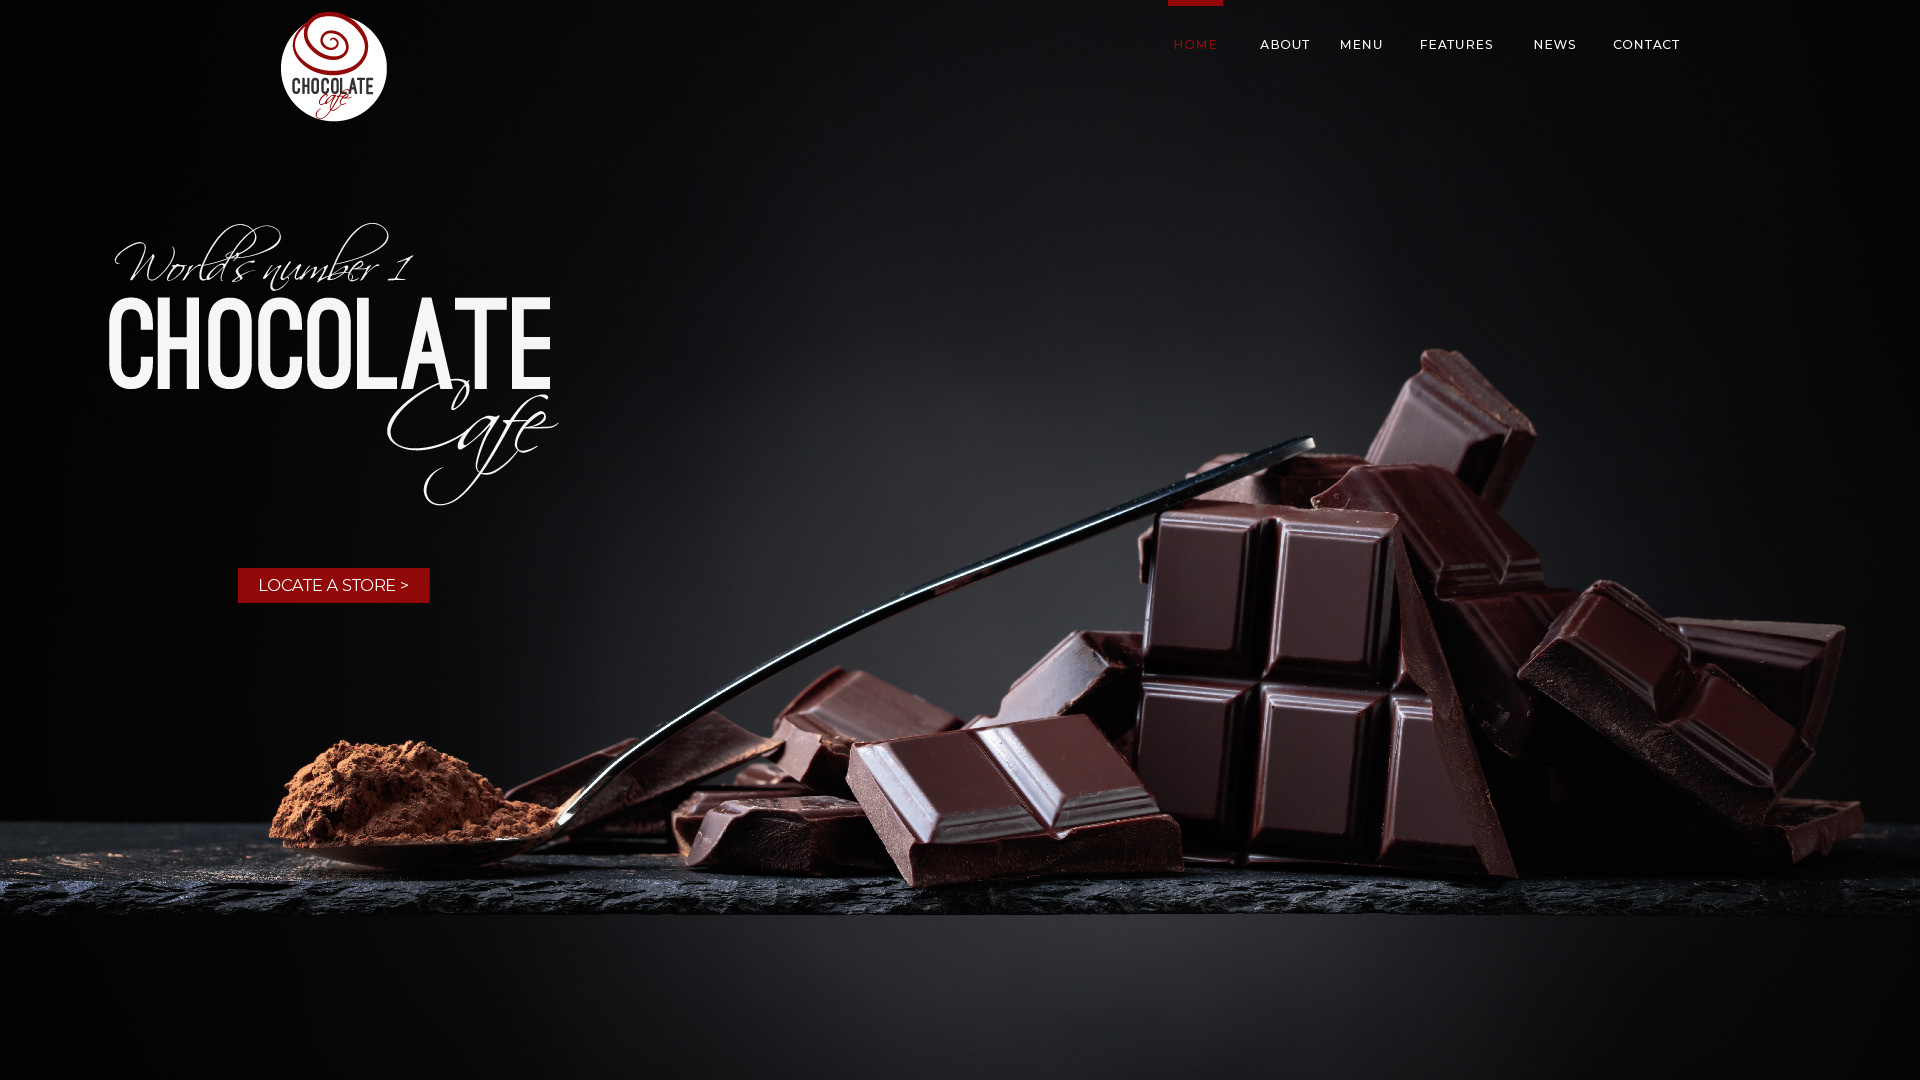 CHOCOLATE
cafe
HOME ABOUT MENU FEATURES NEWS CONTACT
World's number 1
CHOCOLATE
Cafe
LOCATE A STORE >